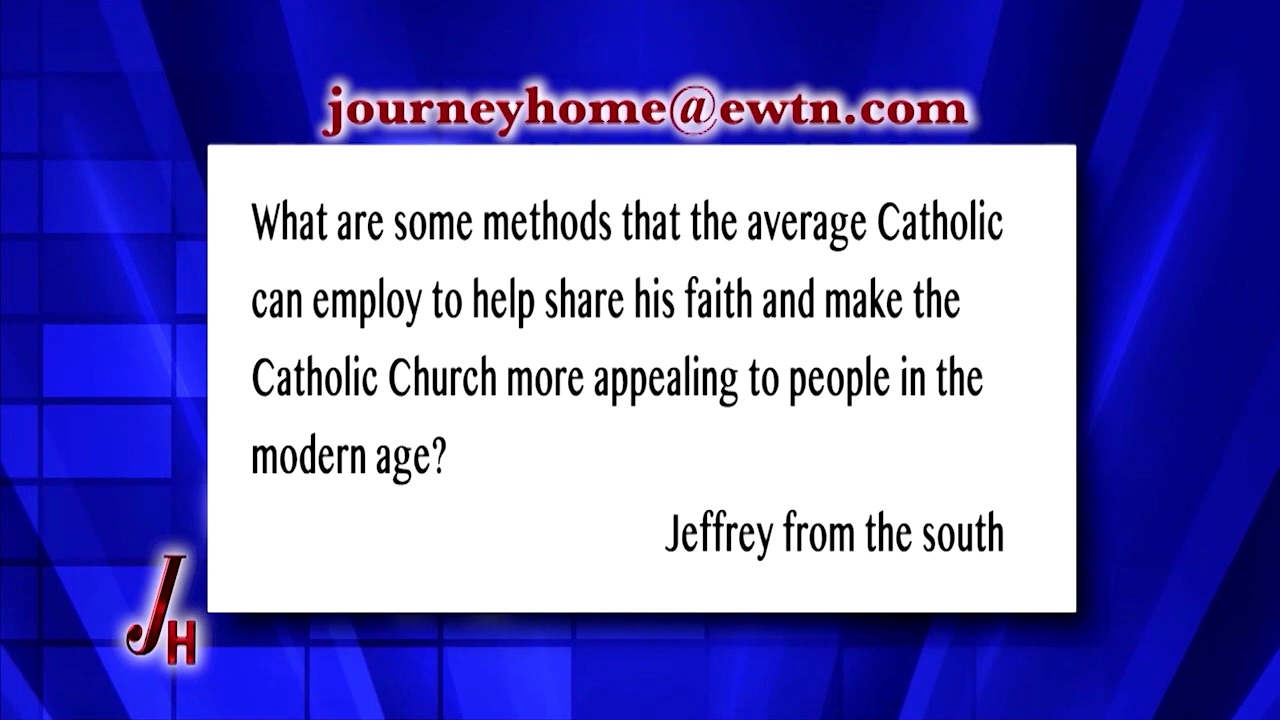 journeyhome@ewtn.com
What are some methods that the average Catholic
can employ to help share his faith and make the
Catholic Church more appealing to people in the
modern age?
Jeffrey from the south
JH